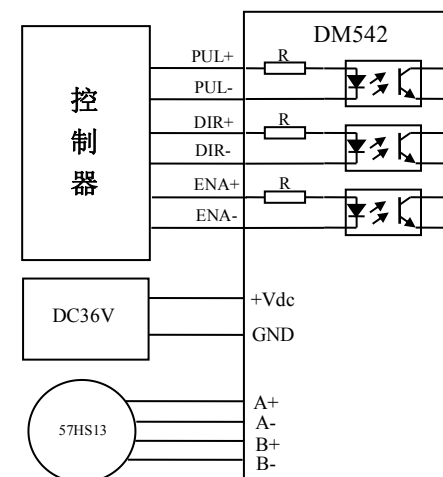 DM542
控
制
器
PUL+
R
PUL-
DIR+
R
DIR-
ENA+
R
ENA-
DC36V
+Vdc
GND
57HS13
A+
A-
B+
B-